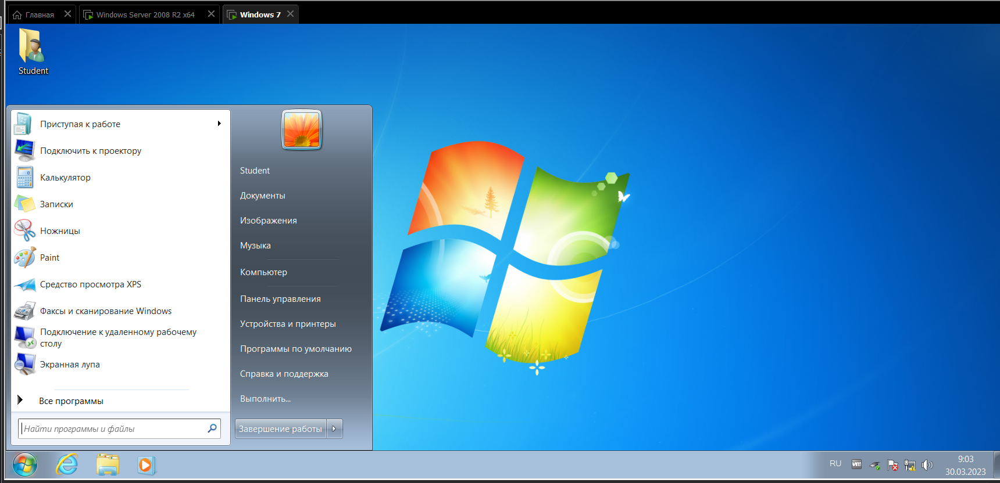 Главная
Windows Server 2008 R2 x64
Windows 7
Student
Приступая к работе
Подключить к проектору
Калькулятор
Записки
Ножницы
Paint
Средство просмотра XPS
Факсы и сканирование Windows
Подключение к удаленному рабочему
столу
Экранная лупа
Все программы
Найти программы и файлы
Student
Документы
Изображения
Музыка
Компьютер
Панель управления
Устройства и принтеры
Программы по умолчанию
Справка и поддержка
Выполнить...
Завершение работы
RU
vm
9:03
30.03.2023